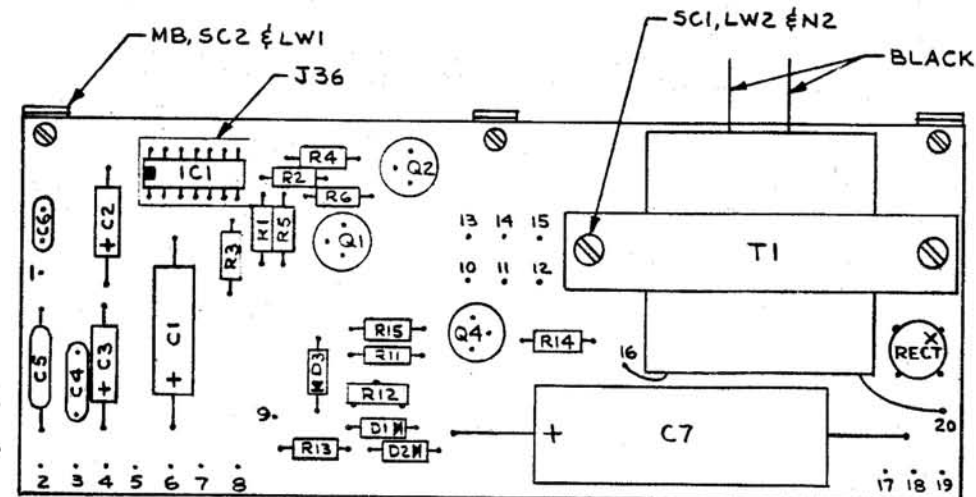 MB, SC2 & LW1
SC1, LW2 & N2
J36
BLACK
IC1
R4
R2
R6
Q2
C6
C2
+
R1
R5
R3
Q1
13 14 15
10 11 12
T1
1
C5
C4
C3
+
C1
+
R15
R11
D3
R12
Q4
R14
16
X
RECT
20
9
D1
D2
R13
+
C7
2 3 4 5 6 7 8
17 18 19